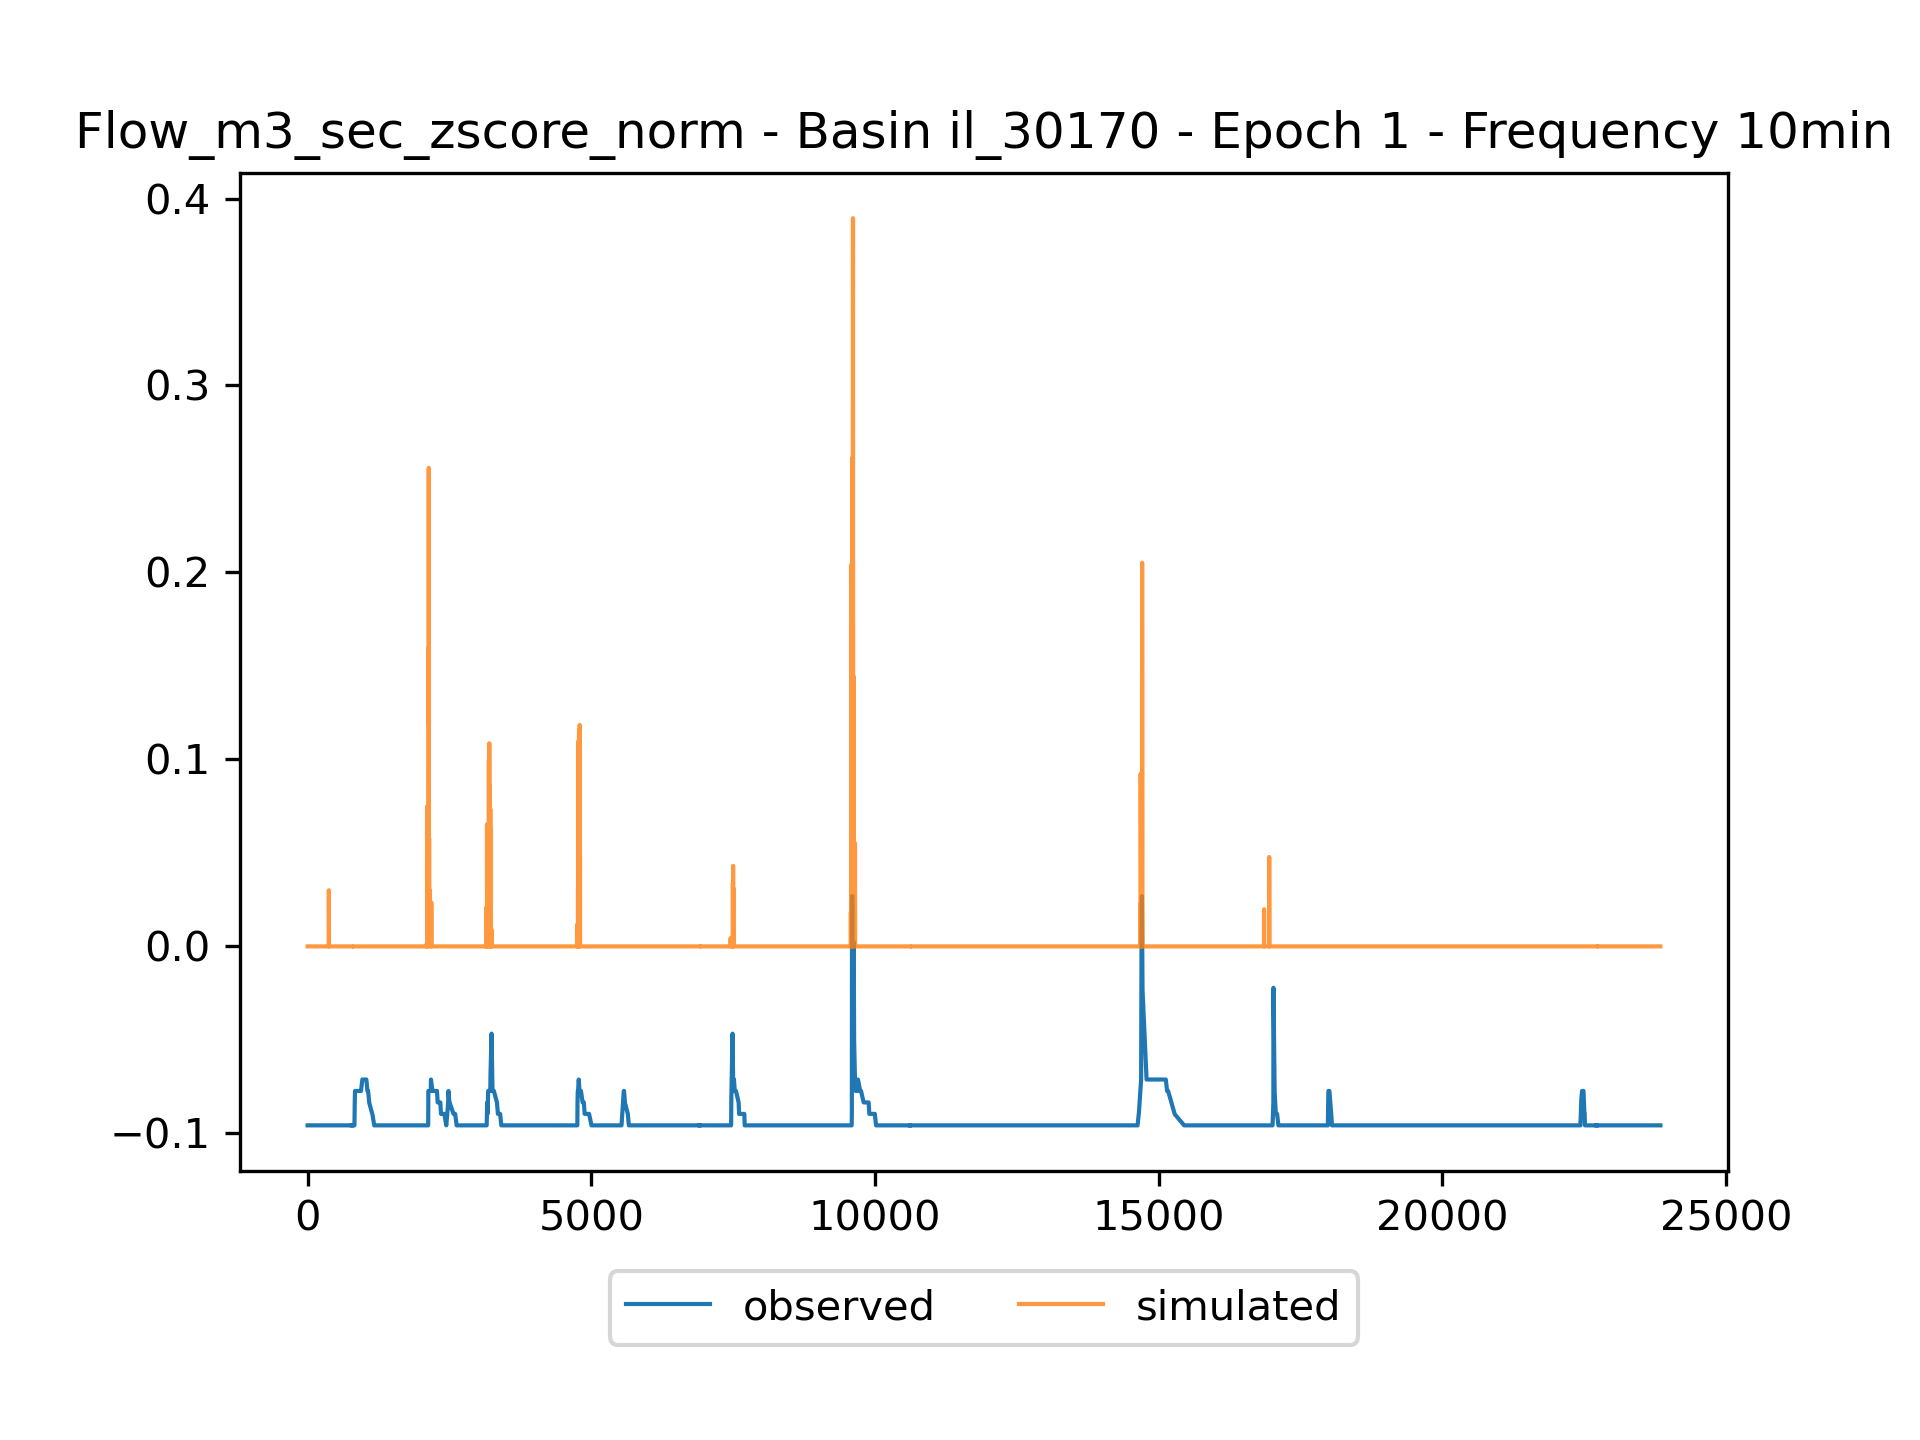 Flow_m3_sec_zscore_norm - Basin il_30170 - Epoch 1 - Frequency 10min
0.4
0.3
0.2
0.1
0.0
−0.1
0 5000 10000 15000 20000 25000
observed simulated